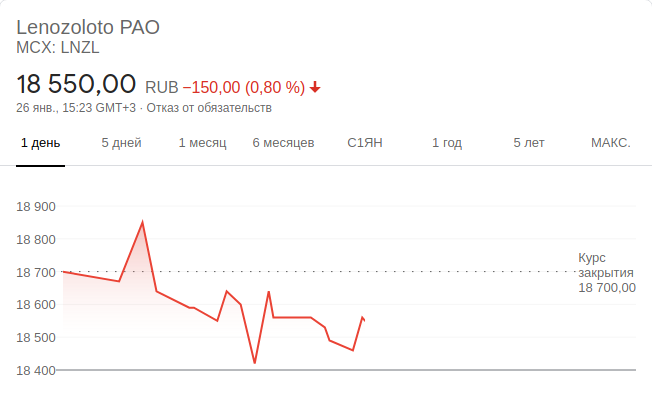 Lenozoloto PAO
MCX: LNZL
18 550,00 RUB −150,00 (0,80 %)
26 янв., 15:23 GMT+3 · Отказ от обязательств
1 день 5 дней 1 месяц 6 месяцев С1ЯН 1 год 5 лет МАКС.
18 900
18 800
18 700
18 600
18 500
18 400
Курс
закрытия
18 700,00